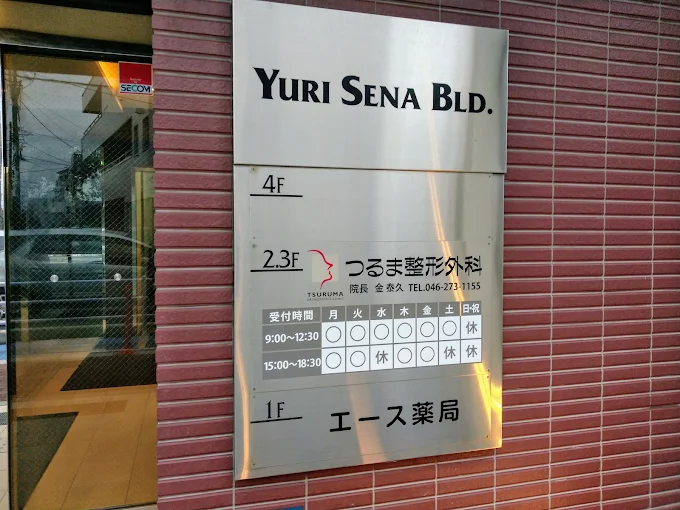 SECOM
YURI SENA BLD.
4F
2.3F
つるま整形外科
TSURUMA
院長 金泰久 TEL.046-273-1155
受付時間 月 火 水 木 金 土 日・祝
9:00～12:30 ○ ○ ○ ○ ○ ○ 休
15:00～18:30 ○ ○ 休 ○ ○ 休 休
1F
エース薬局